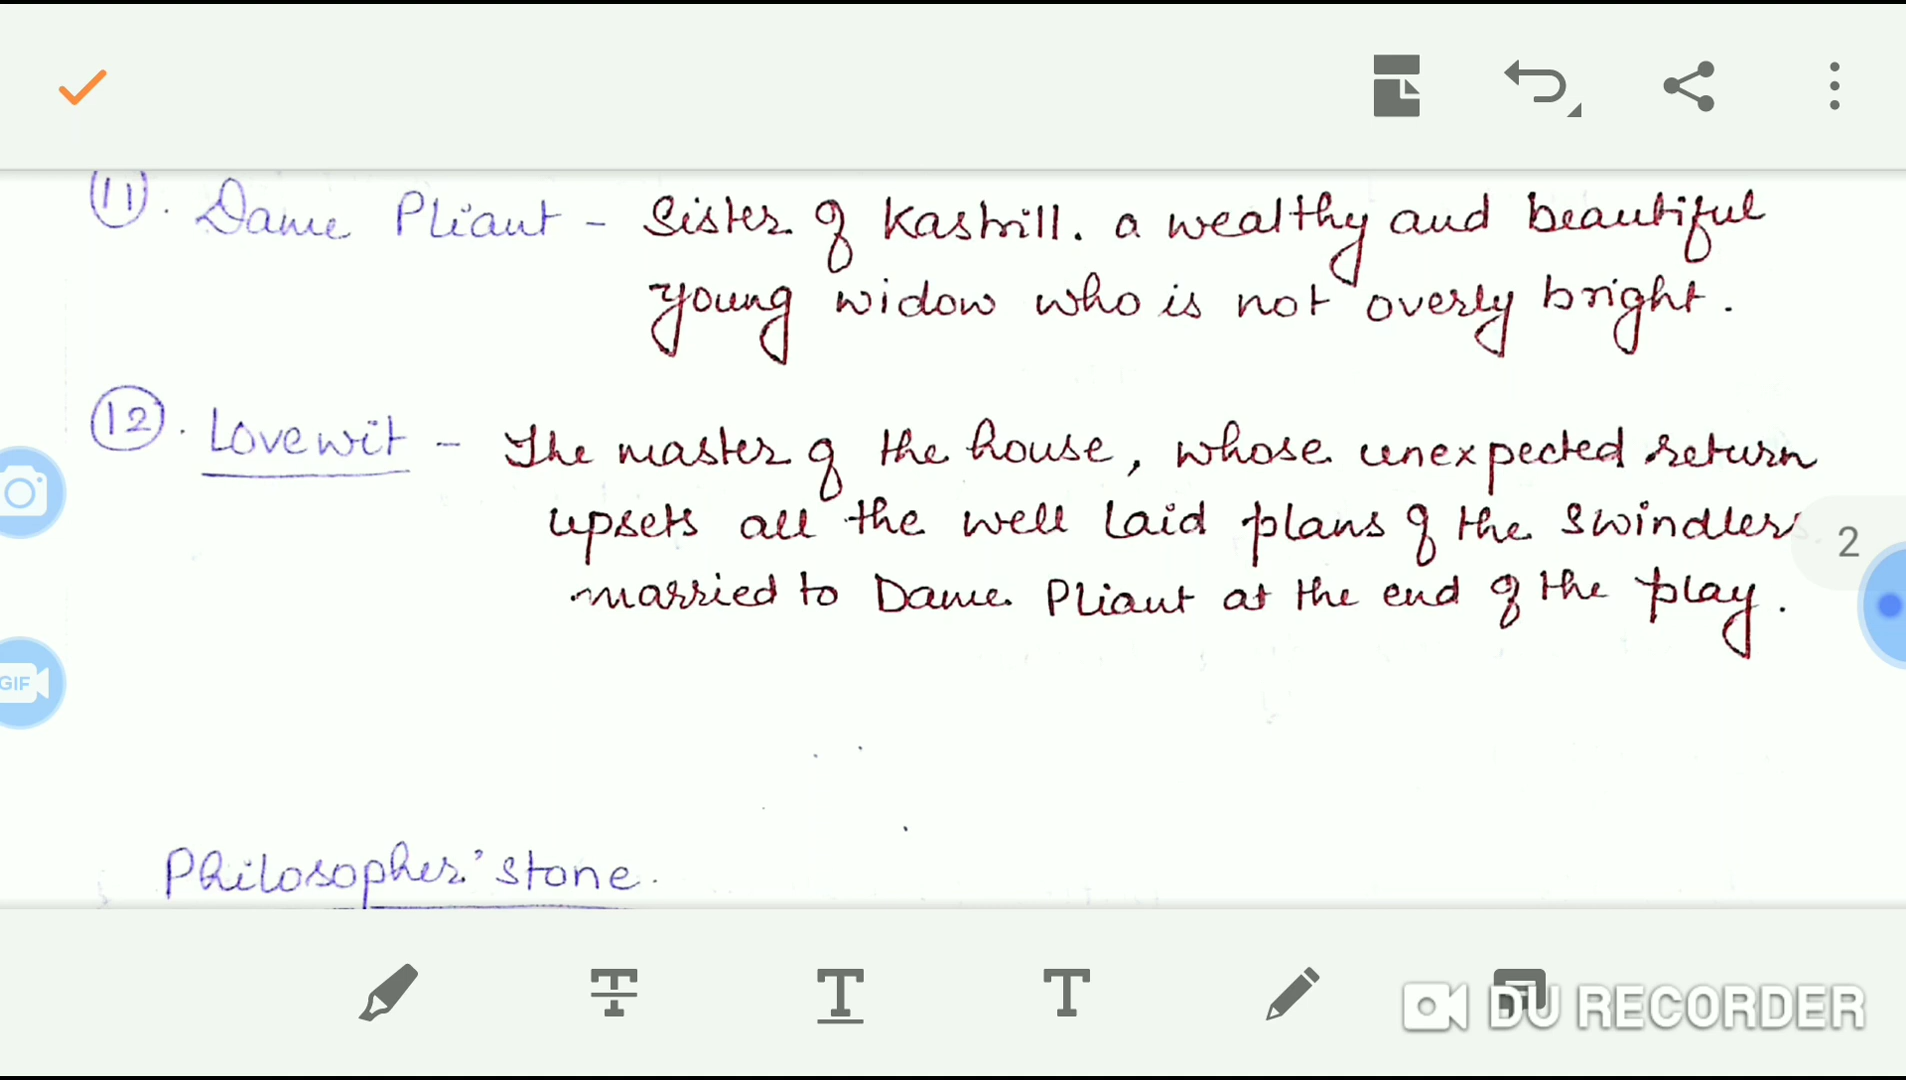 11. Dame Pliant - Sister of Kastrill. a wealthy and beautiful
young widow who is not overly bright.
12. Lovewit - The master of the house, whose unexpected return
upsets all the well laid plans of the swindlers
2
married to Dame Pliant at the end of the play.
GIF
Philosopher' stone.
T T T
DU RECORDER